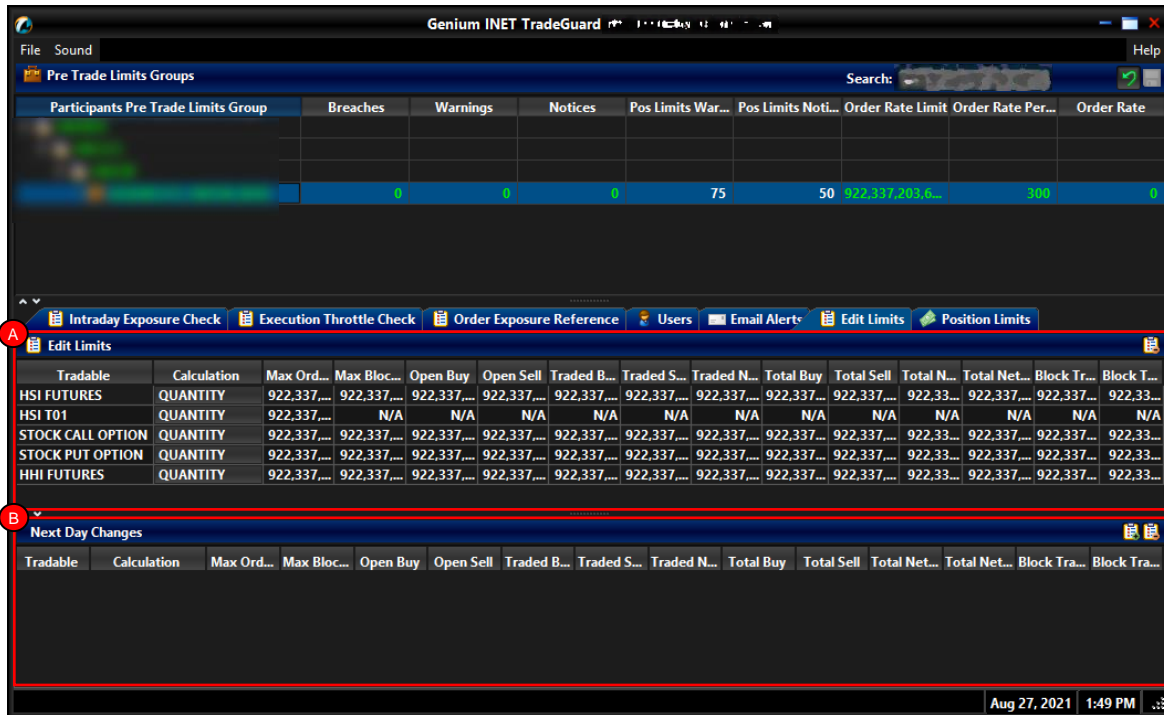 Genium INET TradeGuard
File Sound Help
Pre Trade Limits Groups Search:
Participants Pre Trade Limits Group Breaches Warnings Notices Pos Limits War... Pos Limits Noti... Order Rate Limit Order Rate Per... Order Rate
0 0 0 75 50 922,337,203,6... 300 0
Intraday Exposure Check Execution Throttle Check Order Exposure Reference Users Email Alerts Edit Limits Position Limits
A
Edit Limits
Tradable Calculation Max Ord... Max Bloc... Open Buy Open Sell Traded B... Traded S... Traded N... Total Buy Total Sell Total N... Total Net... Block Tr... Block T...
HSI FUTURES QUANTITY 922,337,... 922,337,... 922,337,... 922,337,... 922,337,... 922,337,... 922,337,... 922,337... 922,337,... 922,33... 922,337,... 922,337... 922,33...
HSI T01 QUANTITY 922,337,... N/A N/A N/A N/A N/A N/A N/A N/A N/A N/A N/A N/A
STOCK CALL OPTION QUANTITY 922,337,... 922,337,... 922,337,... 922,337,... 922,337,... 922,337,... 922,337,... 922,337... 922,337,... 922,33... 922,337,... 922,337... 922,33...
STOCK PUT OPTION QUANTITY 922,337,... 922,337,... 922,337,... 922,337,... 922,337,... 922,337,... 922,337,... 922,337... 922,337,... 922,33... 922,337,... 922,337... 922,33...
HHI FUTURES QUANTITY 922,337,... 922,337,... 922,337,... 922,337,... 922,337,... 922,337,... 922,337,... 922,337... 922,337,... 922,33... 922,337,... 922,337... 922,33...
B
Next Day Changes
Tradable Calculation Max Ord... Max Bloc... Open Buy Open Sell Traded B... Traded S... Traded N... Total Buy Total Sell Total Net... Total Net... Block Tra... Block Tra...
Aug 27, 2021 1:49 PM